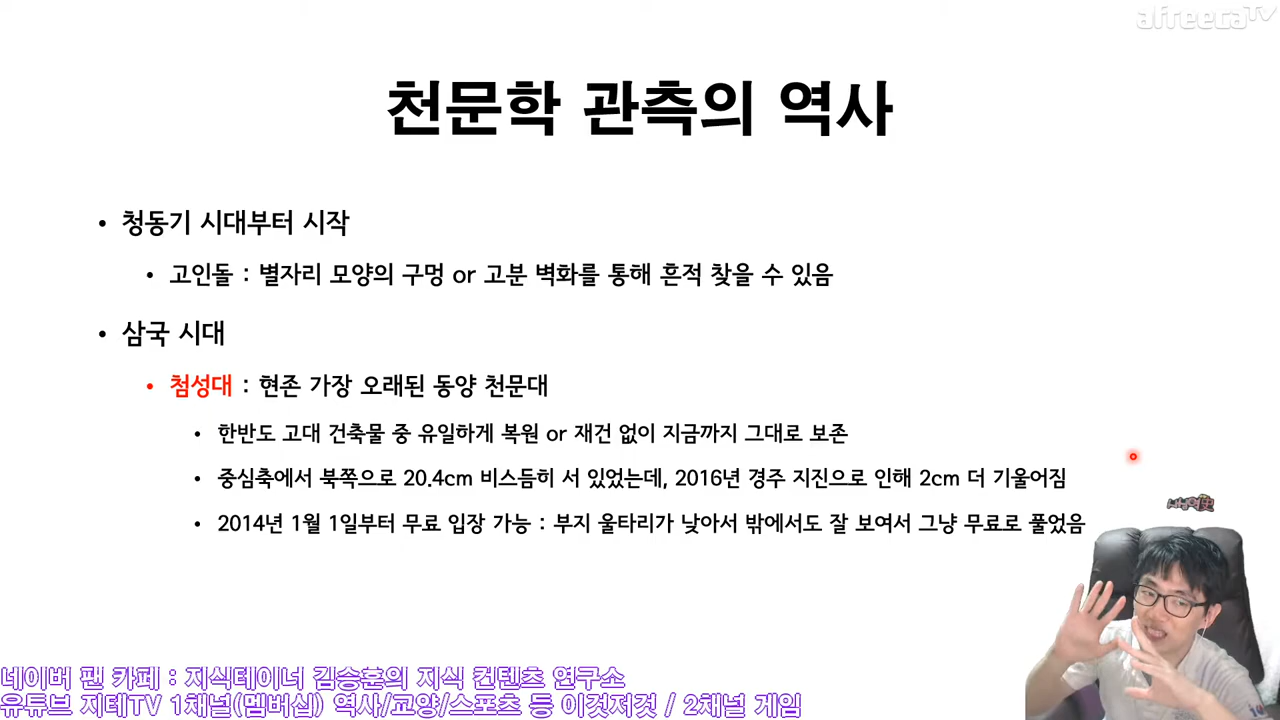 afreecaTV
천문학 관측의 역사
• 청동기 시대부터 시작
• 고인돌 : 별자리 모양의 구멍 or 고분 벽화를 통해 흔적 찾을 수 있음
• 삼국 시대
• 첨성대 : 현존 가장 오래된 동양 천문대
• 한반도 고대 건축물 중 유일하게 복원 or 재건 없이 지금까지 그대로 보존
• 중심축에서 북쪽으로 20.4cm 비스듬히 서 있었는데, 2016년 경주 지진으로 인해 2cm 더 기울어짐
• 2014년 1월 1일부터 무료 입장 가능 : 부지 울타리가 낮아서 밖에서도 잘 보여서 그냥 무료로 풀었음
네이버 팬 카페 : 지식테이너 김승훈의 지식 컨텐츠 연구소
유튜브 지테TV 1채널(멤버십) 역사/교양/스포츠 등 이것저것 / 2채널 게임